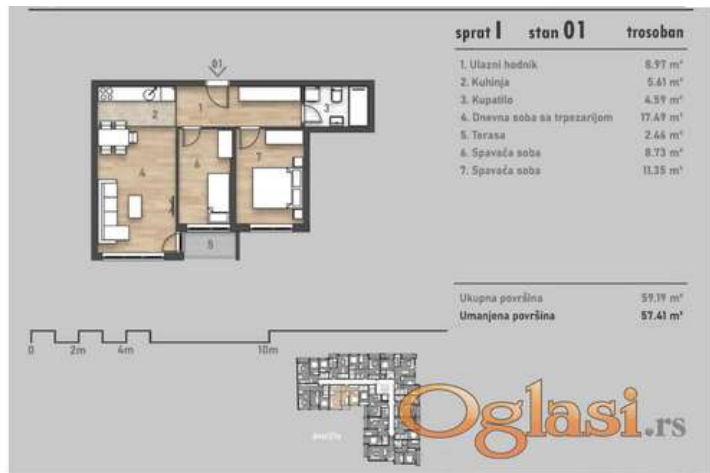 sprat I stan 01 trosoban
1. Ulazni hodnik 8.97 m²
2. Kuhinja 5.61 m²
3. Kupatilo 4.59 m²
4. Dnevna soba sa trpezarijom 17.49 m²
5. Terasa 2.46 m²
6. Spavaća soba 8.73 m²
7. Spavaća soba 11.35 m²
01
2
1
3
4
6
7
5
Ukupna površina 59.19 m²
Umanjena površina 57.41 m²
0 2m 4m 10m
Oglasi.rs